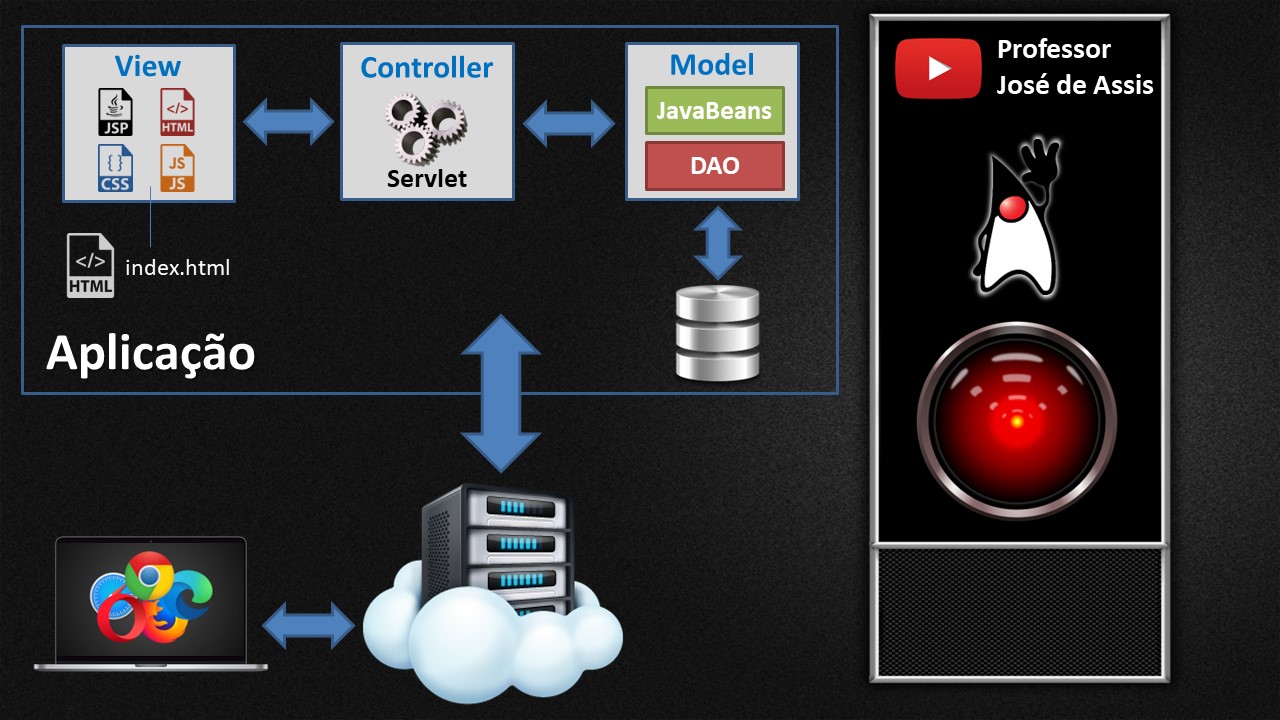 View
JSP
</>
HTML
{ }
CSS
JS
JS
Controller
Servlet
Model
JavaBeans
DAO
</>
HTML
index.html
Aplicação
Professor
José de Assis